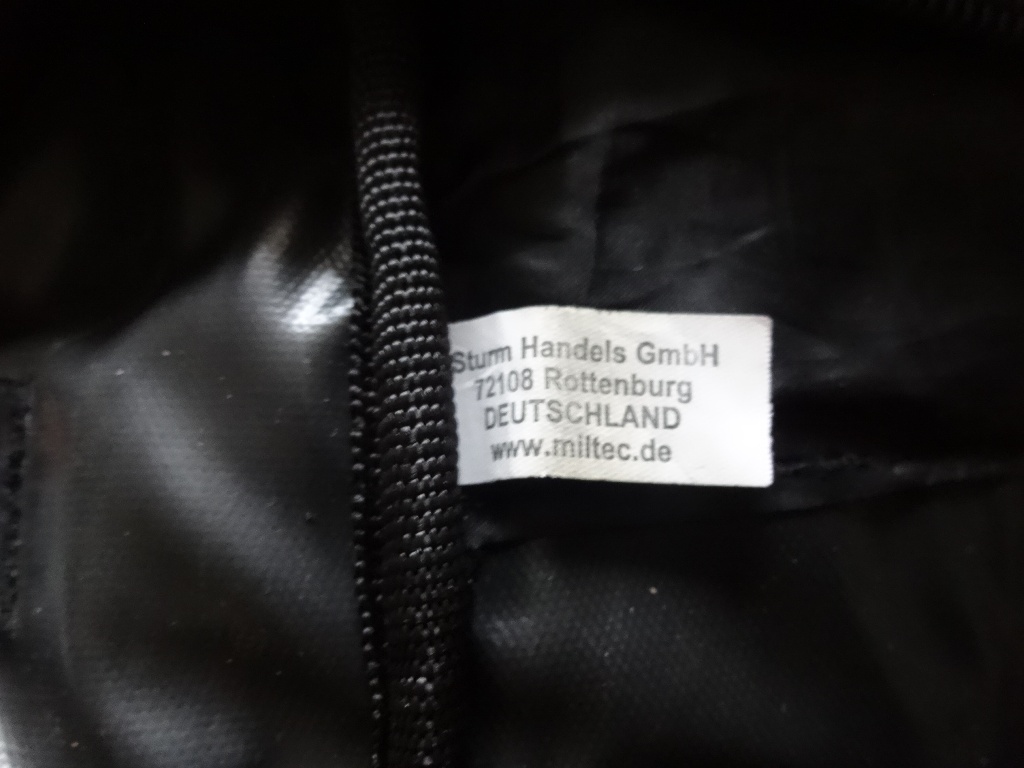 Sturm Handels GmbH
72108 Rottenburg
DEUTSCHLAND
www.miltec.de